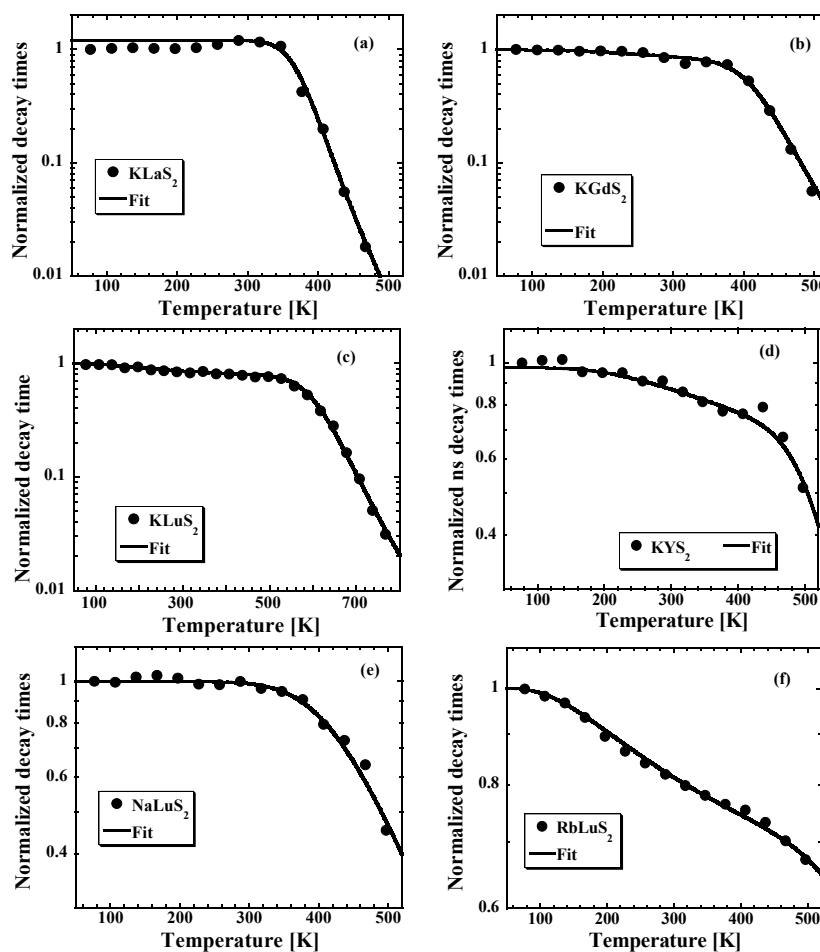 (a)
Normalized decay times
1
0.1
0.01
KLaS2
Fit
100 200 300 400 500
Temperature [K]
(b)
Normalized decay times
1
0.1
0.01
KGdS2
Fit
100 200 300 400 500
Temperature [K]
(c)
Normalized decay time
1
0.1
0.01
KLuS2
Fit
100 300 500 700
Temperature [K]
(d)
Normalized ns decay times
1
0.8
0.6
0.4
KYS2 Fit
100 200 300 400 500
Temperature [K]
(e)
Normalized decay times
1
0.8
0.6
0.4
NaLuS2
Fit
100 200 300 400 500
Temperature [K]
(f)
Normalized decay times
1
0.8
0.6
RbLuS2
Fit
100 200 300 400 500
Temperature [K]